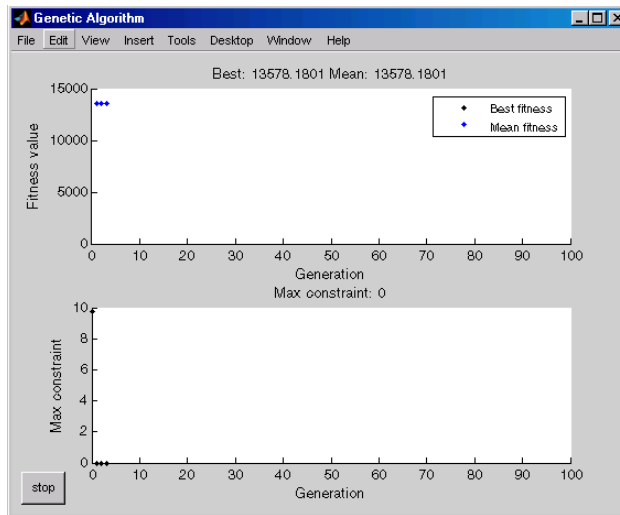 Genetic Algorithm
File Edit View Insert Tools Desktop Window Help
Best: 13578.1801 Mean: 13578.1801
15000
10000
5000
0
Fitness value
Best fitness
Mean fitness
0 10 20 30 40 50 60 70 80 90 100
Generation
Max constraint: 0
10
8
6
4
2
0
Max constraint
0 10 20 30 40 50 60 70 80 90 100
Generation
stop